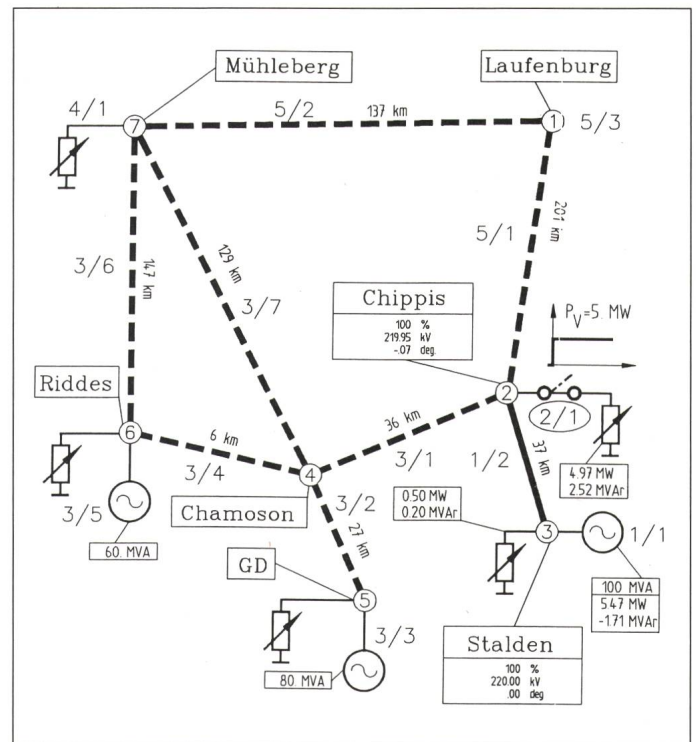 Mühleberg
Laufenburg
4/1
5/2
137 km
7
1
5/3
201 km
5/1
3/6
147 km
129 km
3/7
Chippis
100 %
219.95 kV
-.07 deg.
P_V=5 MW
Riddes
2
2/1
6
6 km
36 km
37 km
3/4
3/1
1/2
4.97 MW
2.52 MVAr
4
0.50 MW
0.20 MVAr
3/5
Chamoson
3/2
27 km
3
1/1
60. MVA
GD
100 MVA
5.47 MW
-1.71 MVAr
5
3/3
Stalden
100 %
220.00 kV
.00 deg
80. MVA